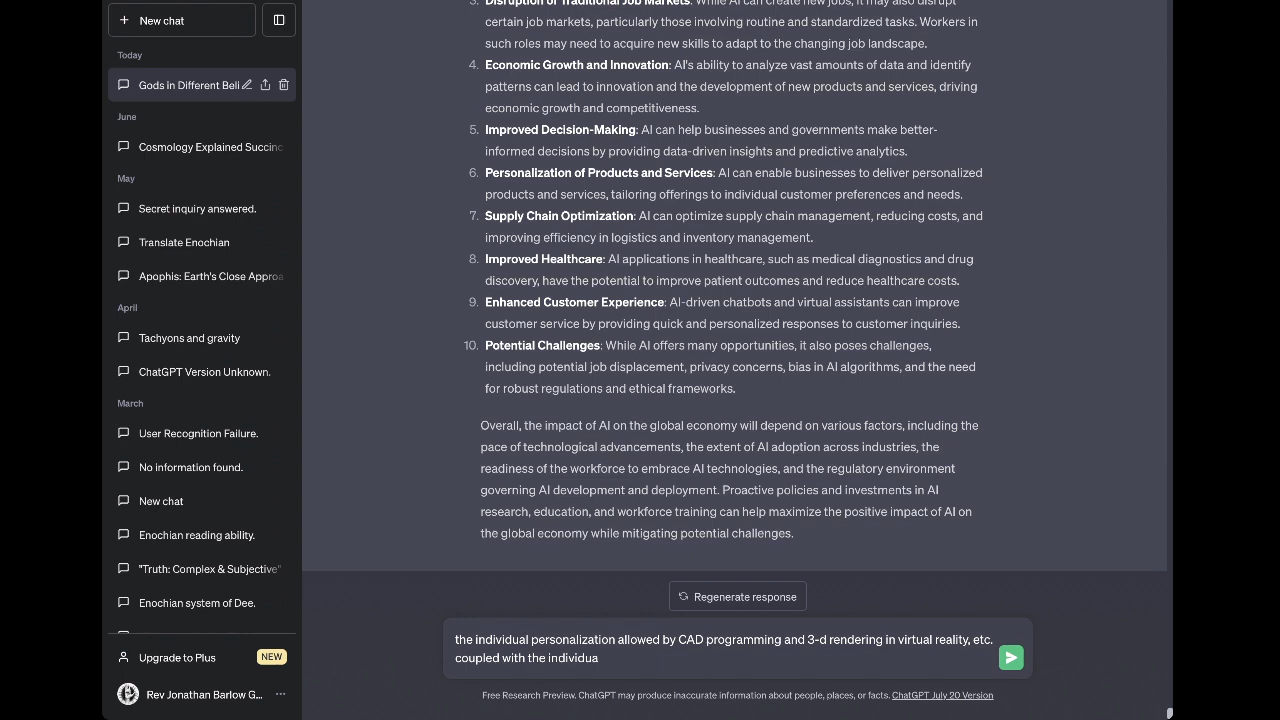 New chat
Today
Gods in Different Beli
June
Cosmology Explained Succinc
May
Secret inquiry answered.
Translate Enochian
Apophis: Earth's Close Approa
April
Tachyons and gravity
ChatGPT Version Unknown.
March
User Recognition Failure.
No information found.
New chat
Enochian reading ability.
"Truth: Complex & Subjective"
Enochian system of Dee.
Upgrade to Plus NEW
Rev Jonathan Barlow G...
3. Disruption of Traditional Job Markets: While AI can create new jobs, it may also disrupt
certain job markets, particularly those involving routine and standardized tasks. Workers in
such roles may need to acquire new skills to adapt to the changing job landscape.
4. Economic Growth and Innovation: AI's ability to analyze vast amounts of data and identify
patterns can lead to innovation and the development of new products and services, driving
economic growth and competitiveness.
5. Improved Decision-Making: AI can help businesses and governments make better-
informed decisions by providing data-driven insights and predictive analytics.
6. Personalization of Products and Services: AI can enable businesses to deliver personalized
products and services, tailoring offerings to individual customer preferences and needs.
7. Supply Chain Optimization: AI can optimize supply chain management, reducing costs, and
improving efficiency in logistics and inventory management.
8. Improved Healthcare: AI applications in healthcare, such as medical diagnostics and drug
discovery, have the potential to improve patient outcomes and reduce healthcare costs.
9. Enhanced Customer Experience: AI-driven chatbots and virtual assistants can improve
customer service by providing quick and personalized responses to customer inquiries.
10. Potential Challenges: While AI offers many opportunities, it also poses challenges,
including potential job displacement, privacy concerns, bias in AI algorithms, and the need
for robust regulations and ethical frameworks.
Overall, the impact of AI on the global economy will depend on various factors, including the
pace of technological advancements, the extent of AI adoption across industries, the
readiness of the workforce to embrace AI technologies, and the regulatory environment
governing AI development and deployment. Proactive policies and investments in AI
research, education, and workforce training can help maximize the positive impact of AI on
the global economy while mitigating potential challenges.
Regenerate response
the individual personalization allowed by CAD programming and 3-d rendering in virtual reality, etc.
coupled with the individua
Free Research Preview. ChatGPT may produce inaccurate information about people, places, or facts. ChatGPT July 20 Version